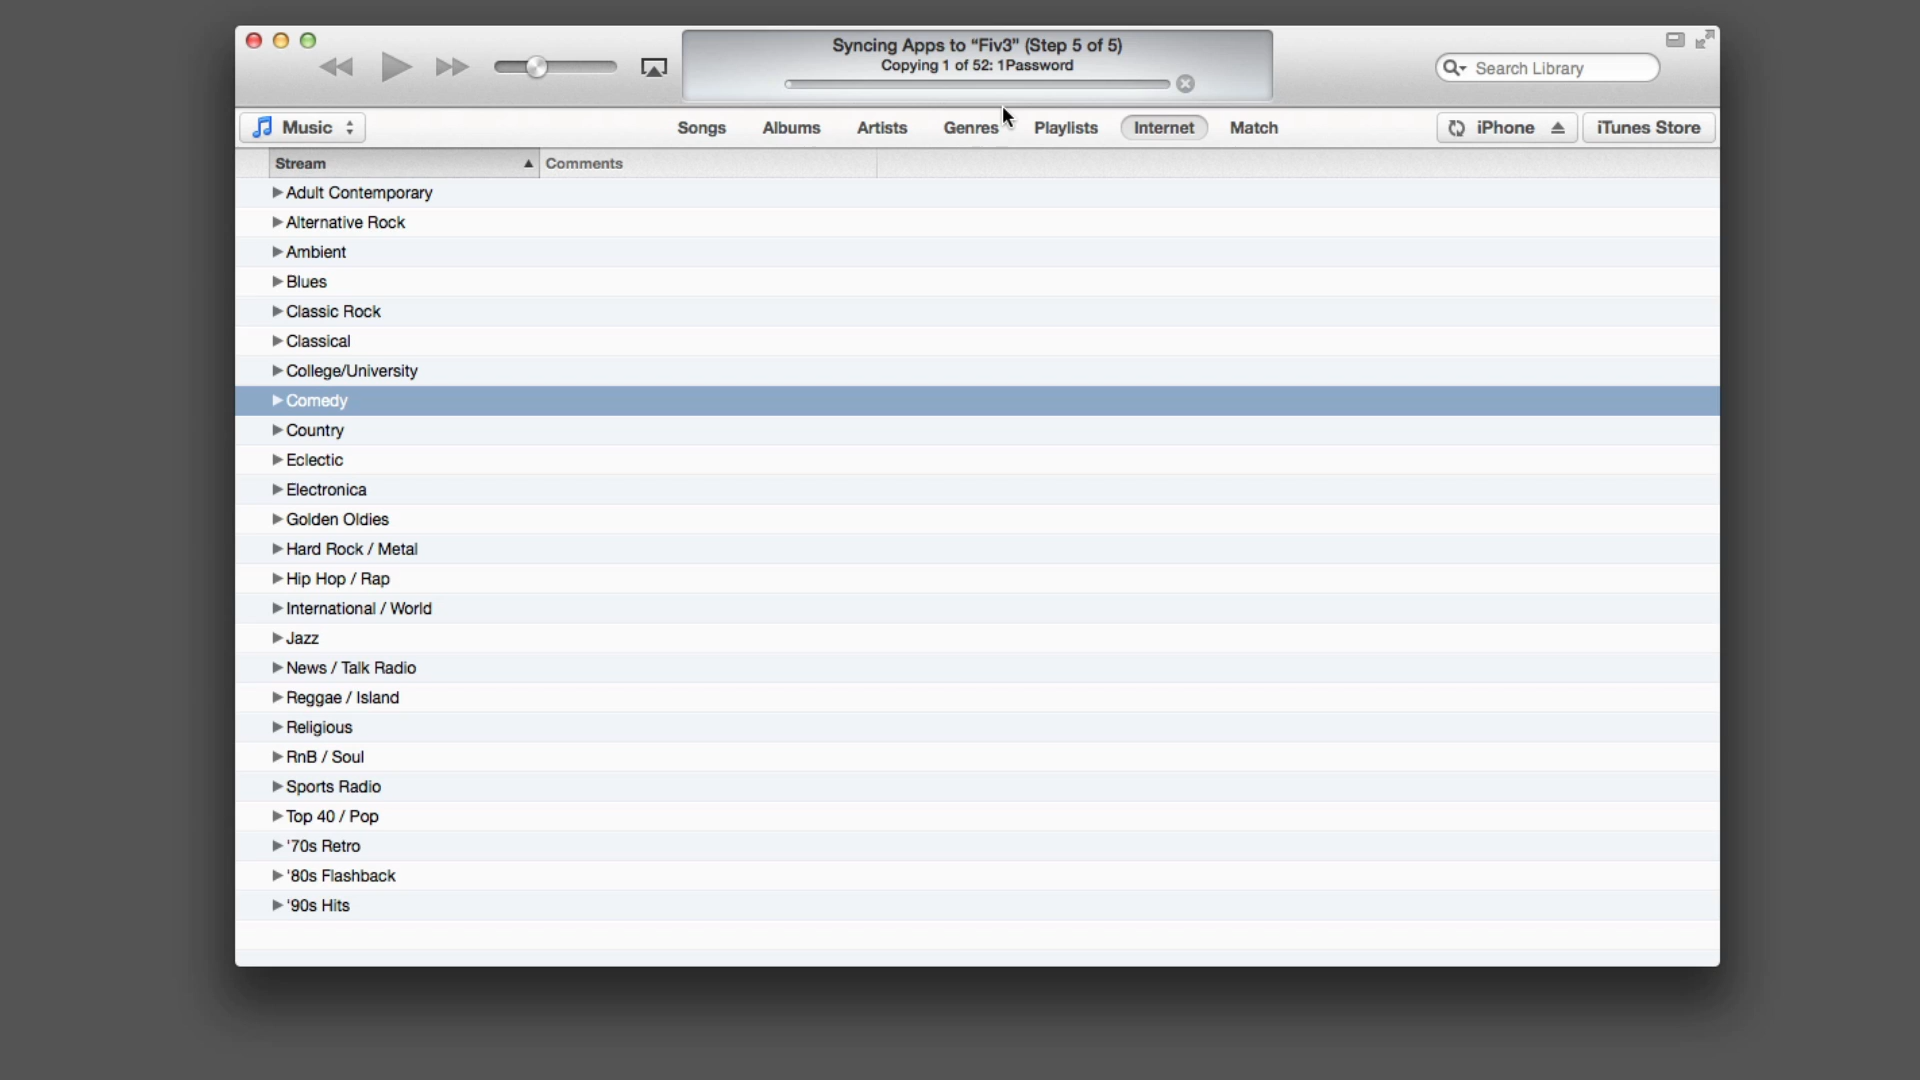 Syncing Apps to “Fiv3” (Step 5 of 5)
Copying 1 of 52: 1Password
Search Library
Music
Songs
Albums
Artists
Genres
Playlists
Internet
Match
iPhone
iTunes Store
Stream
Comments
Adult Contemporary
Alternative Rock
Ambient
Blues
Classic Rock
Classical
College/University
Comedy
Country
Eclectic
Electronica
Golden Oldies
Hard Rock / Metal
Hip Hop / Rap
International / World
Jazz
News / Talk Radio
Reggae / Island
Religious
RnB / Soul
Sports Radio
Top 40 / Pop
'70s Retro
'80s Flashback
'90s Hits